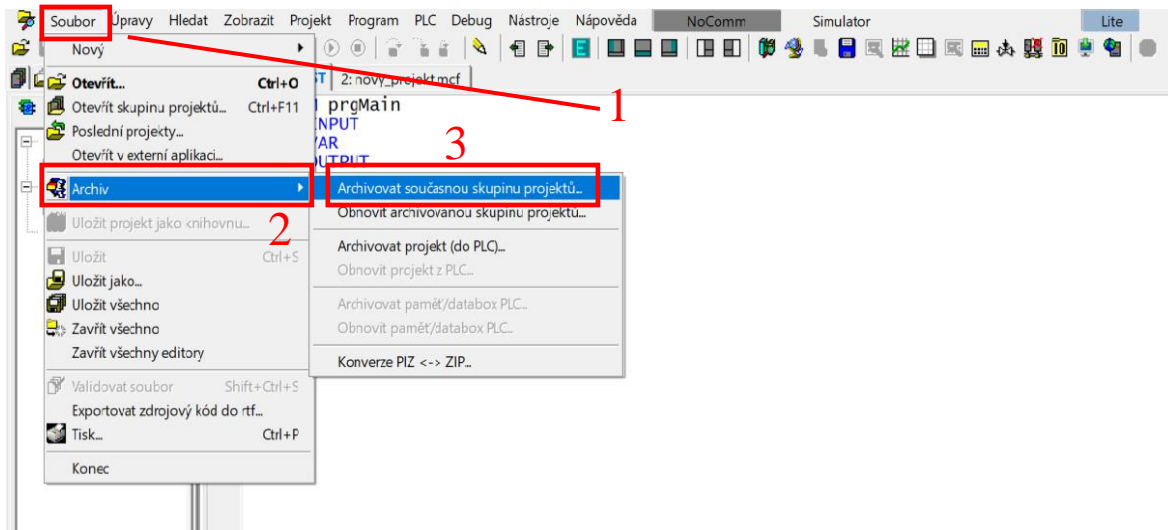 Soubor Úpravy Hledat Zobrazit Projekt Program PLC Debug Nástroje Nápověda NoComm Simulator Lite
Nový
Otevřít... Ctrl+O
2: novy_projekt.mcf
Otevřít skupinu projektů... Ctrl+F11
prgMain
1
Poslední projekty...
Otevřít v externí aplikaci...
3
Archiv
Archivovat současnou skupinu projektů...
Uložit projekt jako knihovnu...
2
Obnovit archivovanou skupinu projektů...
Archivovat projekt (do PLC)...
Uložit Ctrl+S
Obnovit projekt z PLC...
Uložit jako...
Uložit všechno
Archivovat paměť/databox PLC...
Zavřít všechno
Obnovit paměť/databox PLC...
Zavřít všechny editory
Konverze PIZ <-> ZIP...
Validovat soubor Shift+Ctrl+S
Exportovat zdrojový kód do rtf...
Tisk... Ctrl+P
Konec